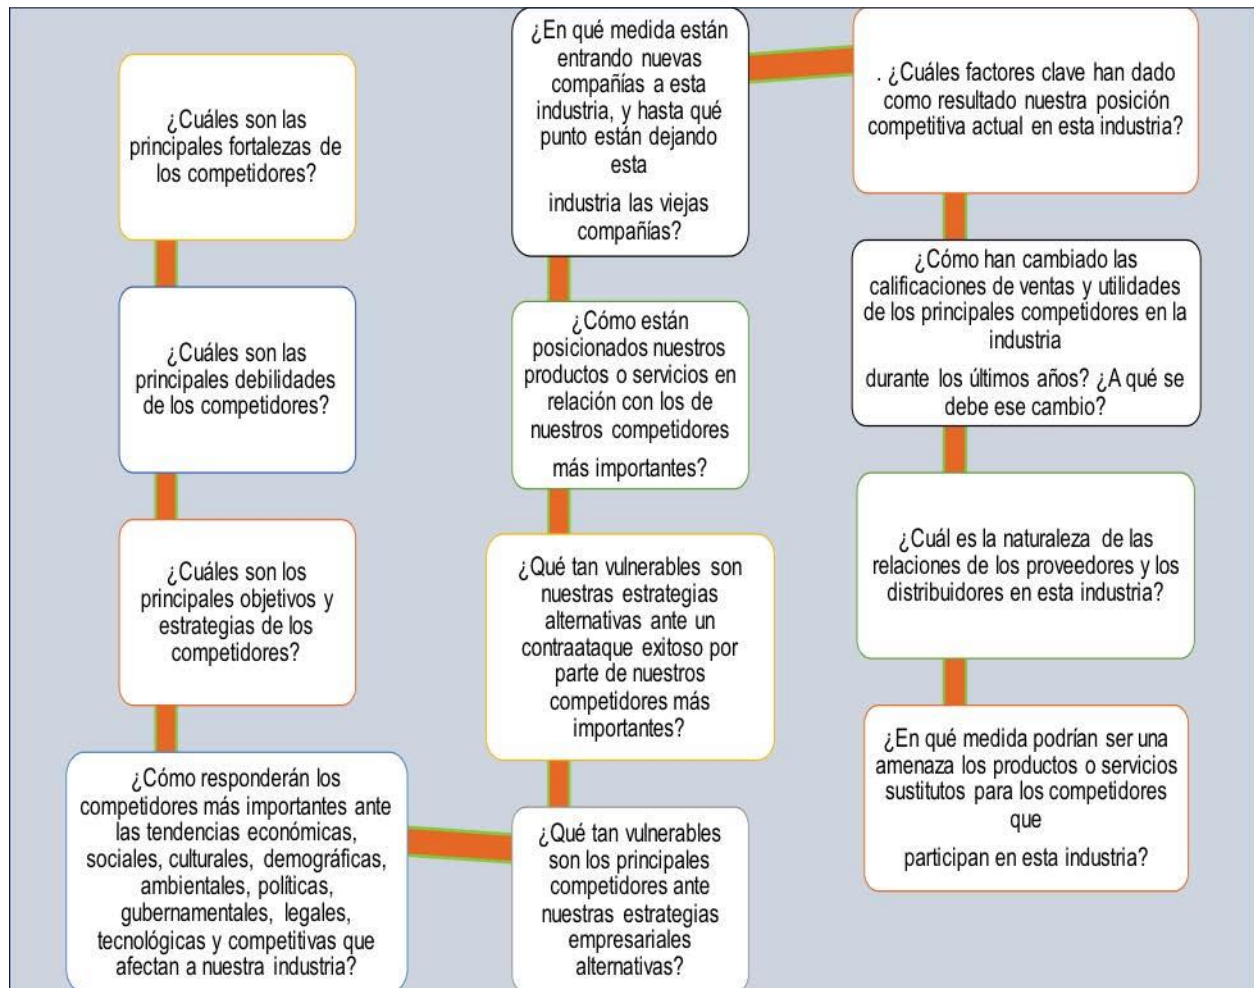 ¿Cuáles son las
principales fortalezas de
los competidores?
¿Cuáles son las
principales debilidades
de los competidores?
¿Cuáles son los
principales objetivos y
estrategias de los
competidores?
¿Cómo responderán los
competidores más importantes ante
las tendencias económicas,
sociales, culturales, demográficas,
ambientales, políticas,
gubernamentales, legales,
tecnológicas y competitivas que
afectan a nuestra industria?
¿Qué tan vulnerables
son los principales
competidores ante
nuestras estrategias
empresariales
alternativas?
¿Qué tan vulnerables son
nuestras estrategias
alternativas ante un
contraataque exitoso por
parte de nuestros
competidores más
importantes?
¿Cómo están
posicionados nuestros
productos o servicios en
relación con los de
nuestros competidores
más importantes?
¿En qué medida están
entrando nuevas
compañías a esta
industria, y hasta qué
punto están dejando
esta
industria las viejas
compañías?
. ¿Cuáles factores clave han dado
como resultado nuestra posición
competitiva actual en esta industria?
¿Cómo han cambiado las
calificaciones de ventas y utilidades
de los principales competidores en la
industria
durante los últimos años? ¿A qué se
debe ese cambio?
¿Cuál es la naturaleza de las
relaciones de los proveedores y los
distribuidores en esta industria?
¿En qué medida podrían ser una
amenaza los productos o servicios
sustitutos para los competidores
que
participan en esta industria?